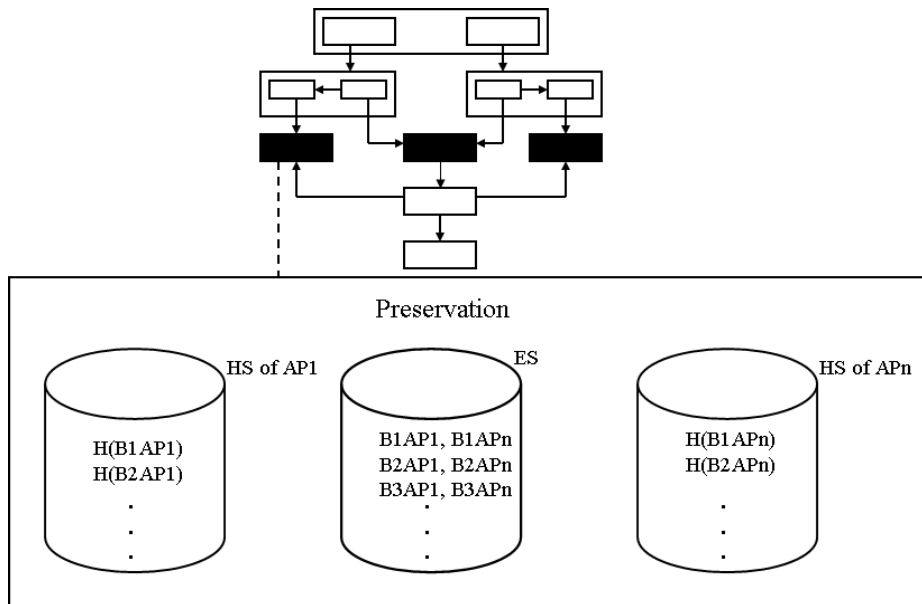 Preservation
HS of AP1
ES
HS of APn
H(B1AP1)
H(B2AP1)
.
.
.
B1AP1, B1APn
B2AP1, B2APn
B3AP1, B3APn
.
.
.
H(B1APn)
H(B2APn)
.
.
.